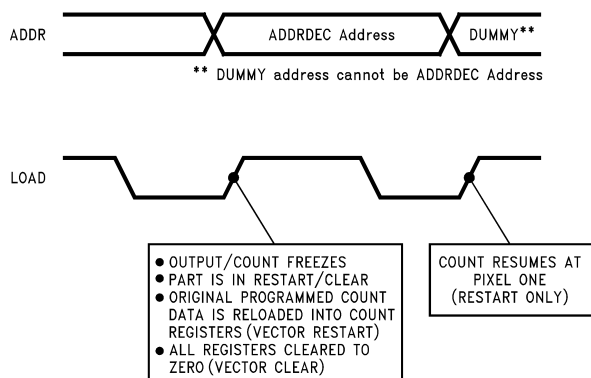 ADDR
ADDRDEC Address
DUMMY**
** DUMMY address cannot be ADDRDEC Address
LOAD
● OUTPUT/COUNT FREEZES
● PART IS IN RESTART/CLEAR
● ORIGINAL PROGRAMMED COUNT
DATA IS RELOADED INTO COUNT
REGISTERS (VECTOR RESTART)
● ALL REGISTERS CLEARED TO
ZERO (VECTOR CLEAR)
COUNT RESUMES AT
PIXEL ONE
(RESTART ONLY)